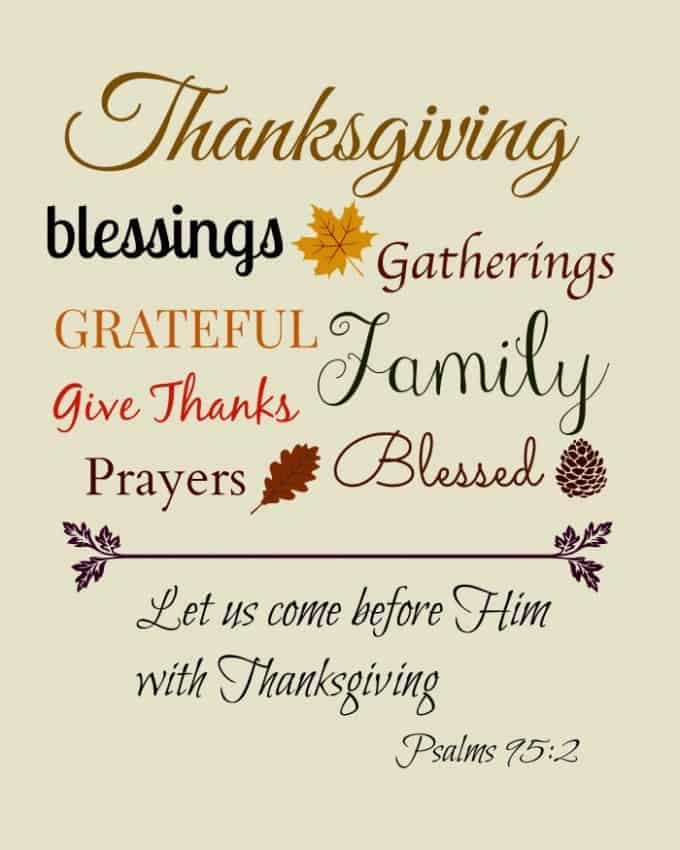 Thanksgiving
blessings
Gatherings
GRATEFUL
Family
Give Thanks
Prayers
Blessed
Let us come before Him
with Thanksgiving
Psalms 95:2